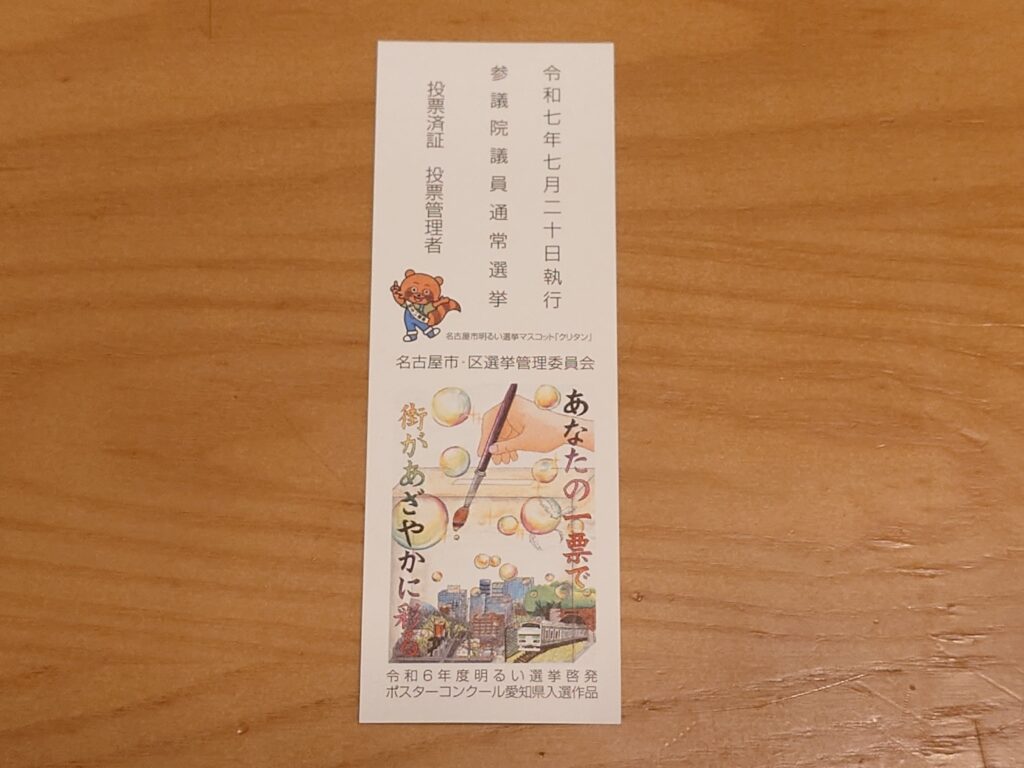 令和七年七月二十日執行
参議院議員通常選挙
投票済証　投票管理者
名古屋市明るい選挙マスコット「クリタン」
名古屋市・区選挙管理委員会
あなたの一票で
街があざやかに彩る
令和６年度明るい選挙啓発
ポスターコンクール愛知県入選作品